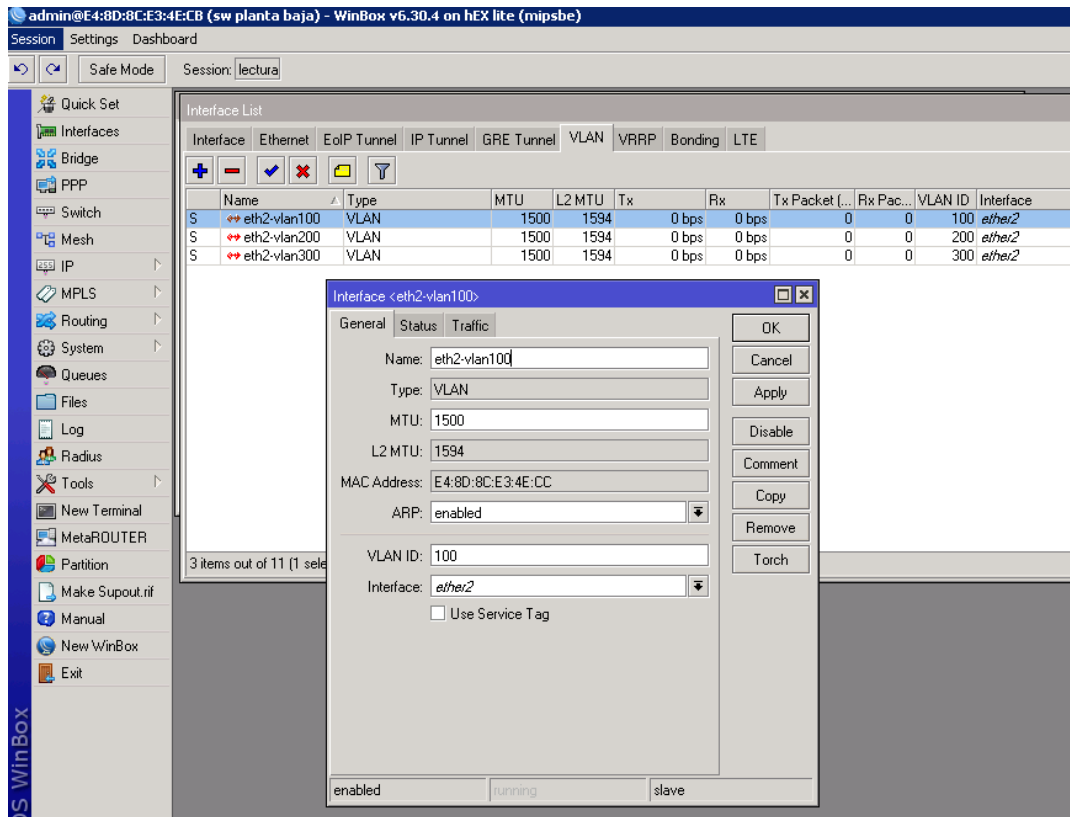 admin@E4:8D:8C:E3:4E:CB (sw planta baja) - WinBox v6.30.4 on hEX lite (mipsbe)
Session Settings Dashboard
Safe Mode Session: lectura
Quick Set
Interfaces
Bridge
PPP
Switch
Mesh
IP
MPLS
Routing
System
Queues
Files
Log
Radius
Tools
New Terminal
MetaROUTER
Partition
Make Supout.rif
Manual
New WinBox
Exit
OS WinBox
Interface List
Interface Ethernet EoIP Tunnel IP Tunnel GRE Tunnel VLAN VRRP Bonding LTE
Name Type MTU L2 MTU Tx Rx Tx Packet (... Rx Pac... VLAN ID Interface
S eth2-vlan100 VLAN 1500 1594 0 bps 0 bps 0 0 100 ether2
S eth2-vlan200 VLAN 1500 1594 0 bps 0 bps 0 0 200 ether2
S eth2-vlan300 VLAN 1500 1594 0 bps 0 bps 0 0 300 ether2
3 items out of 11 (1 sele
Interface <eth2-vlan100>
General Status Traffic
Name: eth2-vlan100
Type: VLAN
MTU: 1500
L2 MTU: 1594
MAC Address: E4:8D:8C:E3:4E:CC
ARP: enabled
VLAN ID: 100
Interface: ether2
Use Service Tag
OK
Cancel
Apply
Disable
Comment
Copy
Remove
Torch
enabled running slave